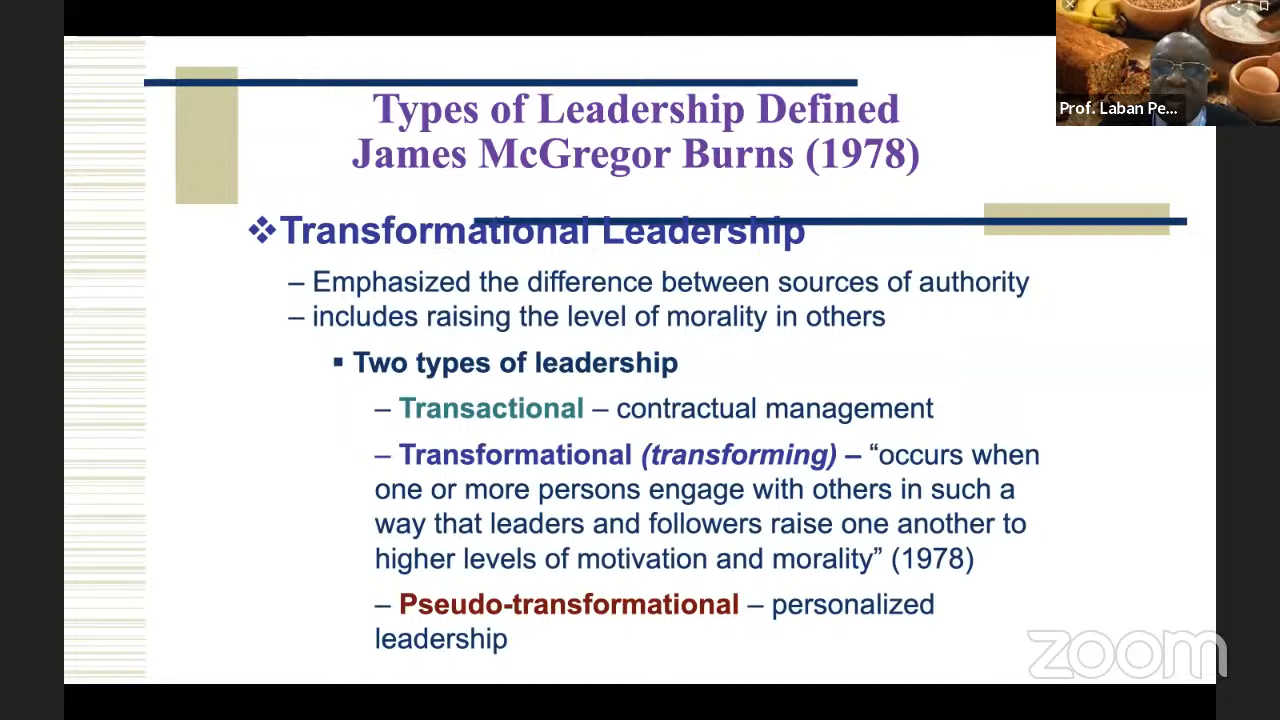 Prof. Laban Pe...
Types of Leadership Defined
James McGregor Burns (1978)
❖Transformational Leadership
– Emphasized the difference between sources of authority
– includes raising the level of morality in others
▪ Two types of leadership
– Transactional – contractual management
– Transformational (transforming) – “occurs when
one or more persons engage with others in such a
way that leaders and followers raise one another to
higher levels of motivation and morality” (1978)
– Pseudo-transformational – personalized
leadership
zoom